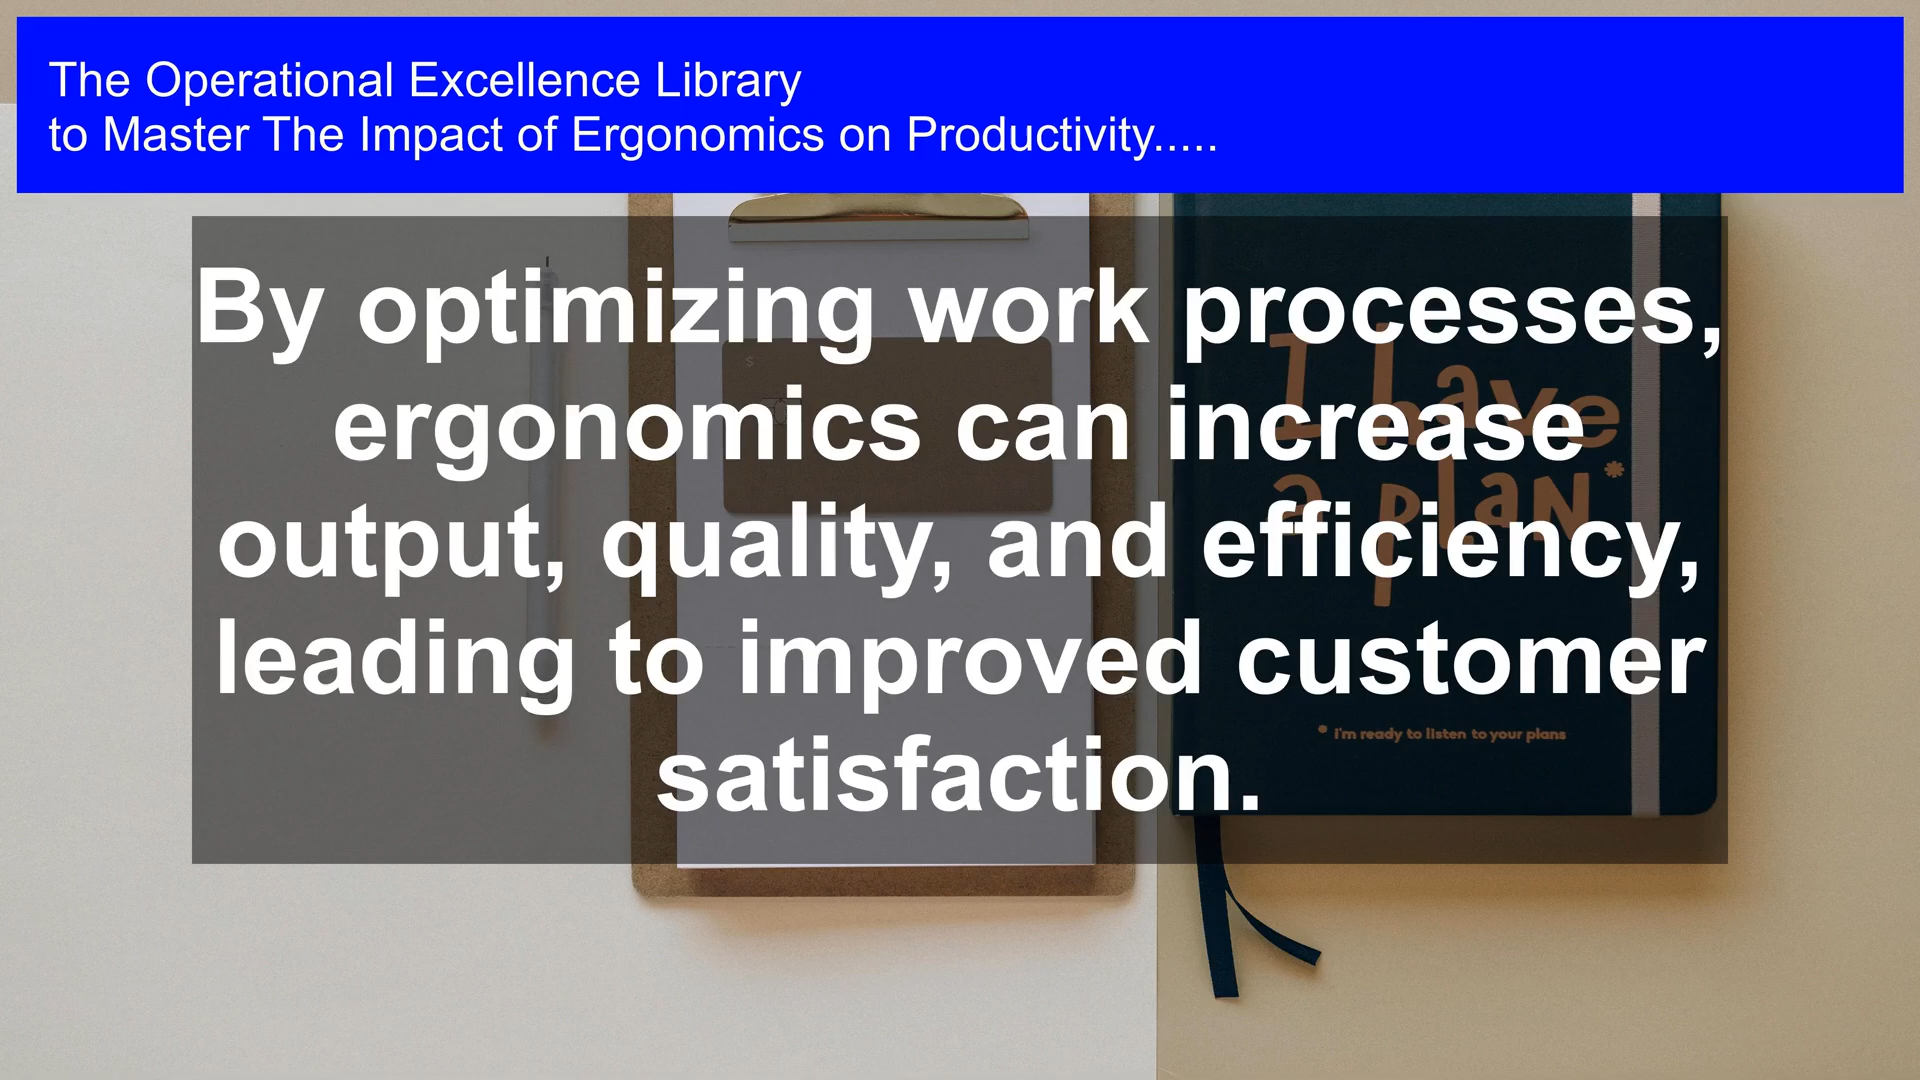 The Operational Excellence Library
to Master The Impact of Ergonomics on Productivity.....
By optimizing work processes,
ergonomics can increase
output, quality, and efficiency,
leading to improved customer
satisfaction.
I have
a plan*
* I'm ready to listen to your plans